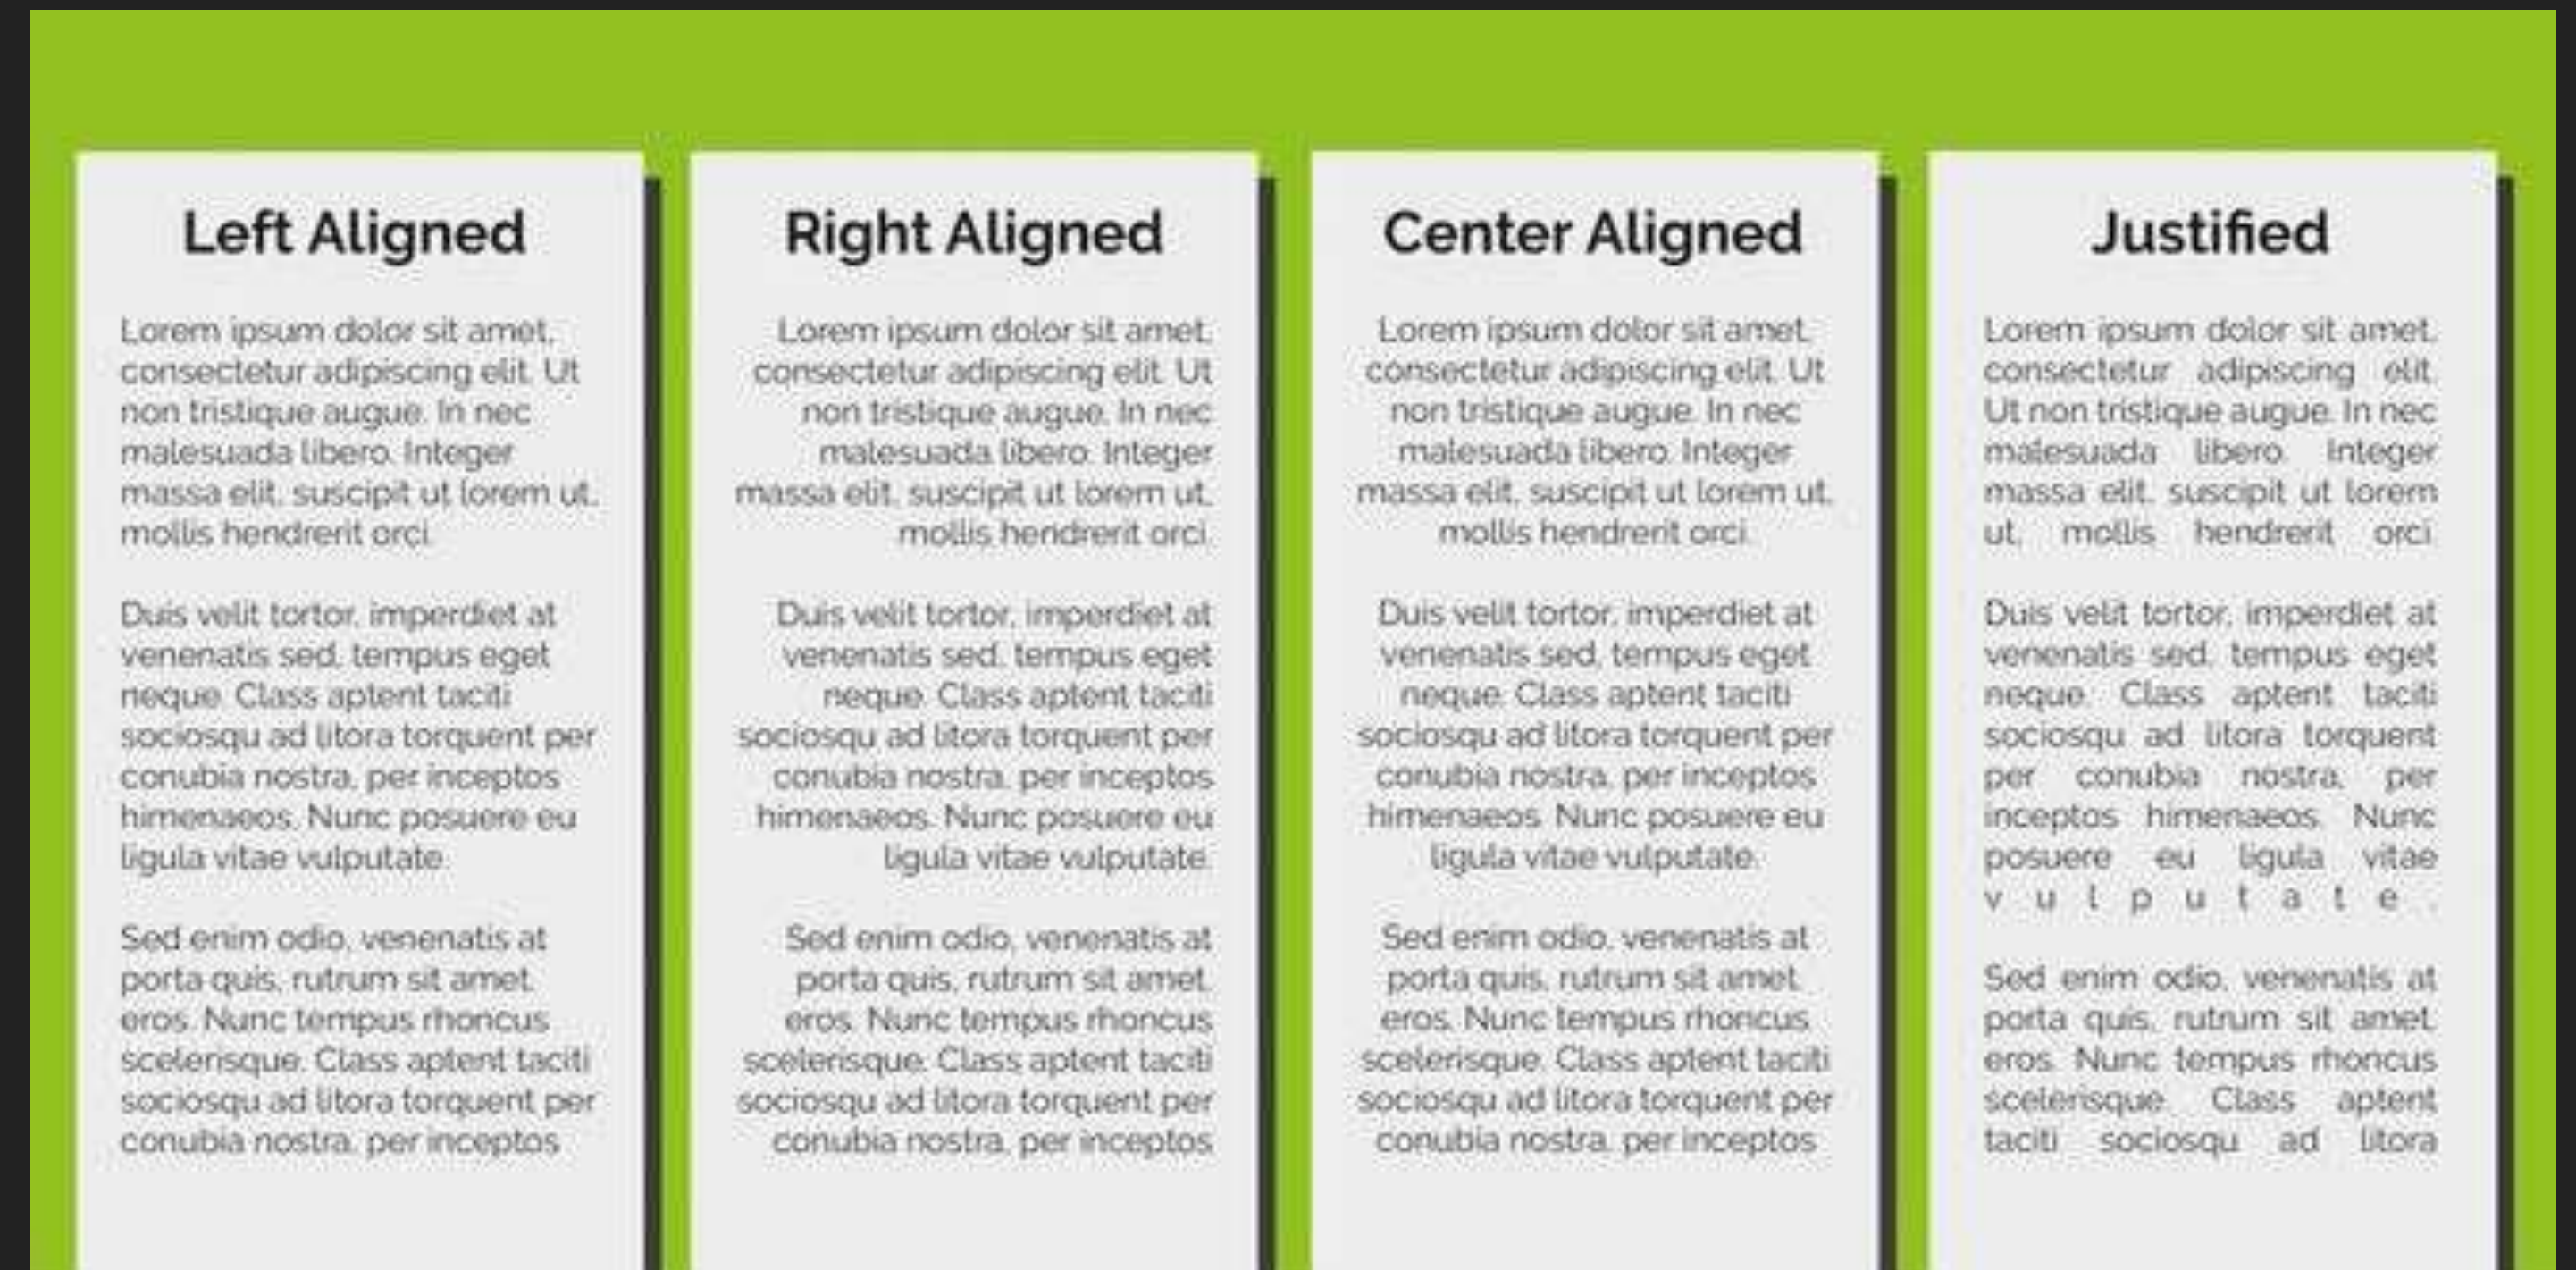 Left Aligned
Lorem ipsum dolor sit amet,
consectetur adipiscing elit. Ut
non tristique augue. In nec
malesuada libero. Integer
massa elit, suscipit ut lorem ut,
mollis hendrerit orci.
Duis velit tortor, imperdiet at
venenatis sed, tempus eget
neque. Class aptent taciti
sociosqu ad litora torquent per
conubia nostra, per inceptos
himenaeos. Nunc posuere eu
ligula vitae vulputate.
Sed enim odio, venenatis at
porta quis, rutrum sit amet,
eros. Nunc tempus rhoncus
scelerisque. Class aptent taciti
sociosqu ad litora torquent per
conubia nostra, per inceptos
Right Aligned
Lorem ipsum dolor sit amet,
consectetur adipiscing elit. Ut
non tristique augue. In nec
malesuada libero. Integer
massa elit, suscipit ut lorem ut,
mollis hendrerit orci.
Duis velit tortor, imperdiet at
venenatis sed, tempus eget
neque. Class aptent taciti
sociosqu ad litora torquent per
conubia nostra, per inceptos
himenaeos. Nunc posuere eu
ligula vitae vulputate.
Sed enim odio, venenatis at
porta quis, rutrum sit amet,
eros. Nunc tempus rhoncus
scelerisque. Class aptent taciti
sociosqu ad litora torquent per
conubia nostra, per inceptos
Center Aligned
Lorem ipsum dolor sit amet,
consectetur adipiscing elit. Ut
non tristique augue. In nec
malesuada libero. Integer
massa elit, suscipit ut lorem ut,
mollis hendrerit orci.
Duis velit tortor, imperdiet at
venenatis sed, tempus eget
neque. Class aptent taciti
sociosqu ad litora torquent per
conubia nostra, per inceptos
himenaeos. Nunc posuere eu
ligula vitae vulputate.
Sed enim odio, venenatis at
porta quis, rutrum sit amet,
eros. Nunc tempus rhoncus
scelerisque. Class aptent taciti
sociosqu ad litora torquent per
conubia nostra, per inceptos
Justified
Lorem ipsum dolor sit amet,
consectetur adipiscing elit.
Ut non tristique augue. In nec
malesuada libero. Integer
massa elit, suscipit ut lorem
ut, mollis hendrerit orci.
Duis velit tortor, imperdiet at
venenatis sed, tempus eget
neque. Class aptent taciti
sociosqu ad litora torquent
per conubia nostra, per
inceptos himenaeos. Nunc
posuere eu ligula vitae
vulputate.
Sed enim odio, venenatis at
porta quis, rutrum sit amet,
eros. Nunc tempus rhoncus
scelerisque. Class aptent
taciti sociosqu ad litora